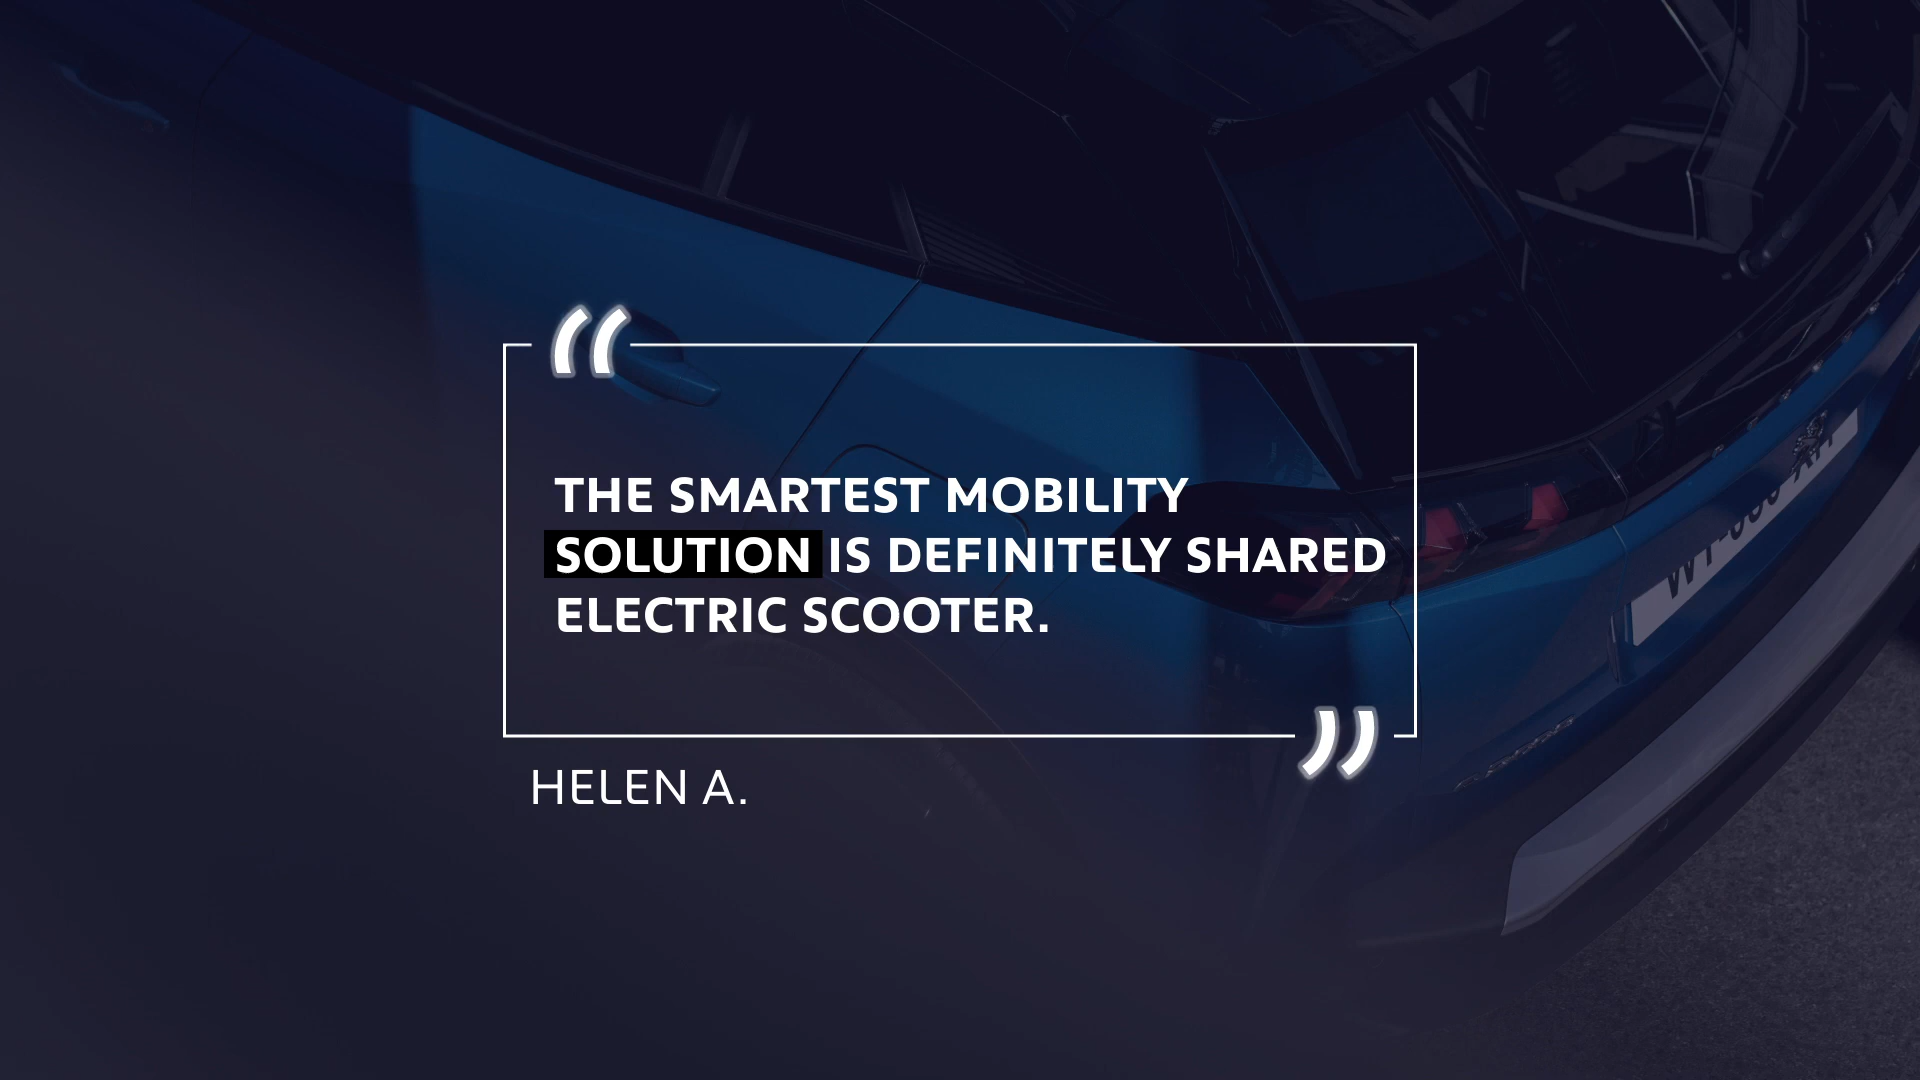 “
THE SMARTEST MOBILITY
SOLUTION IS DEFINITELY SHARED
ELECTRIC SCOOTER.
”
HELEN A.